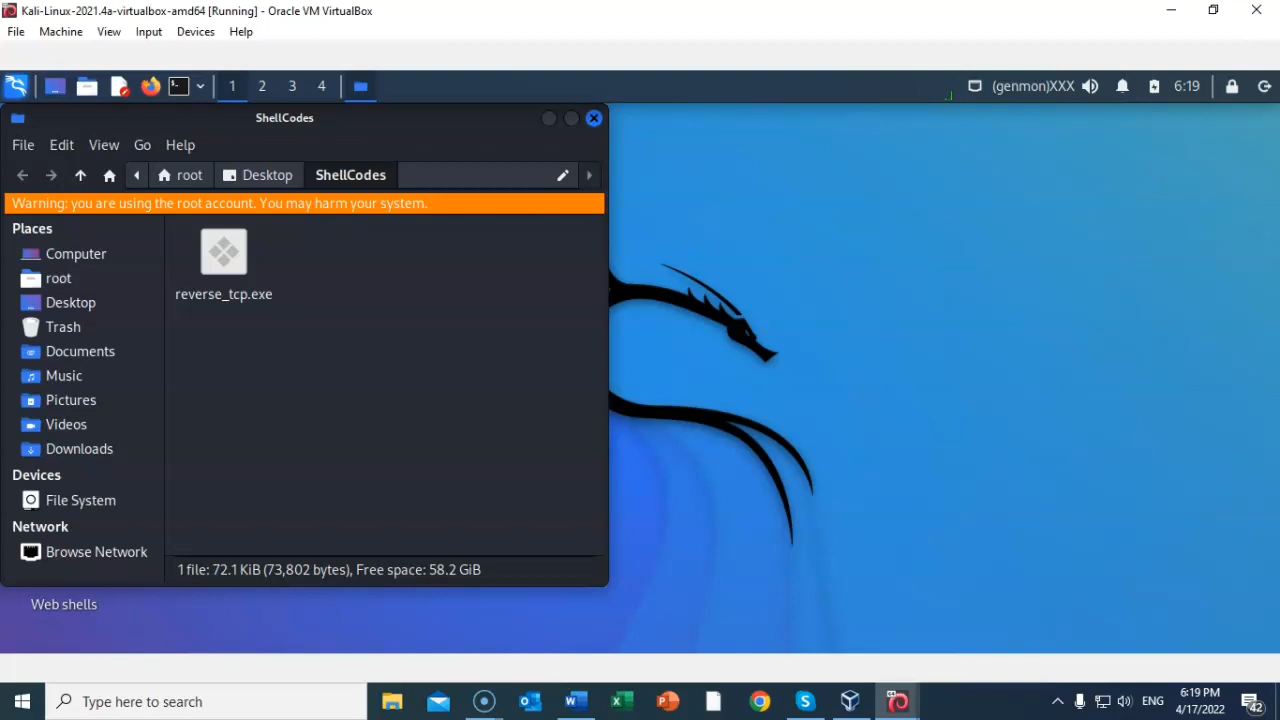 Kali-Linux-2021.4a-virtualbox-amd64 [Running] - Oracle VM VirtualBox
File Machine View Input Devices Help
1 2 3 4 (genmon)XXX 6:19
ShellCodes
File Edit View Go Help
root Desktop ShellCodes
Warning: you are using the root account. You may harm your system.
Places
Computer
root
Desktop
Trash
Documents
Music
Pictures
Videos
Downloads
Devices
File System
Network
Browse Network
reverse_tcp.exe
1 file: 72.1 KiB (73,802 bytes), Free space: 58.2 GiB
Web shells
Type here to search
ENG
6:19 PM
4/17/2022
42